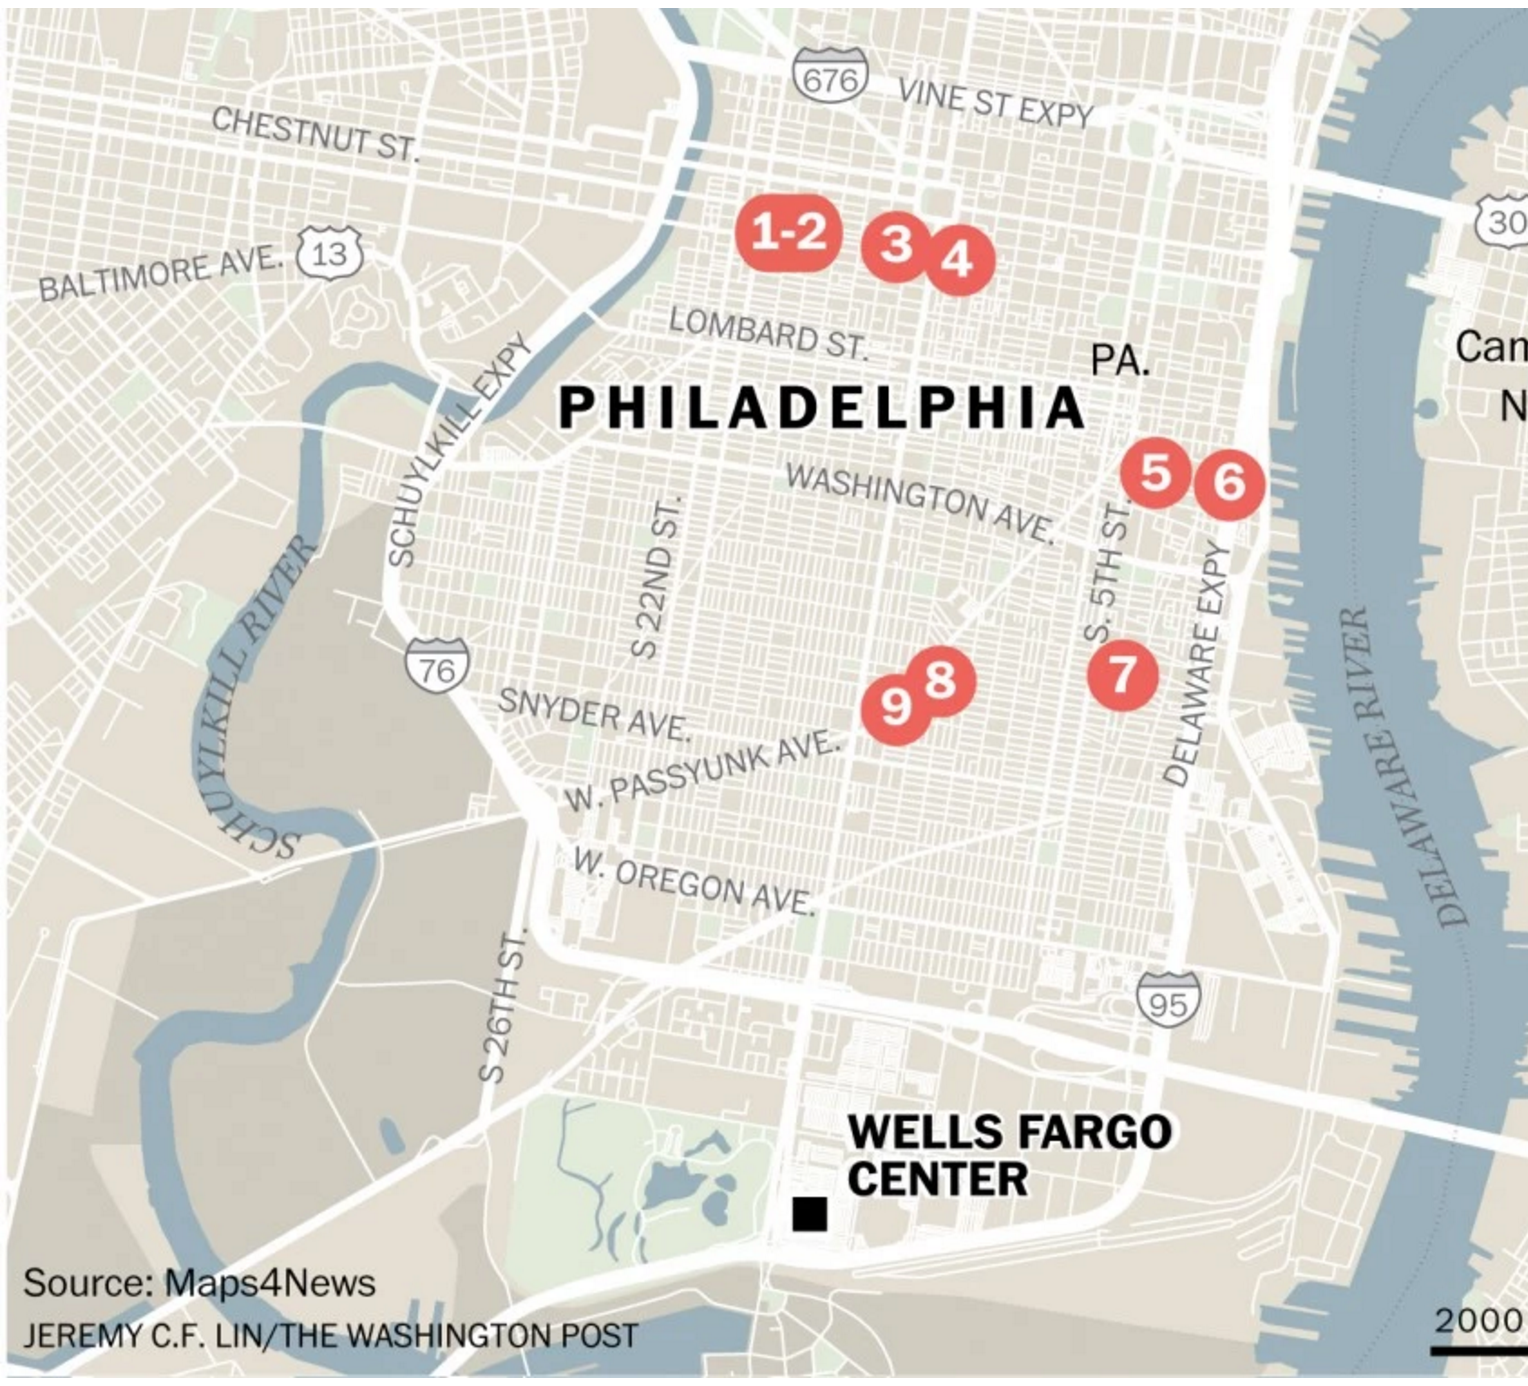 676
VINE ST EXPY
CHESTNUT ST.
30
1-2
3
4
BALTIMORE AVE.
13
LOMBARD ST.
PA.
Cam
N
PHILADELPHIA
SCHUYLKILL EXPY
5
6
WASHINGTON AVE.
S 22ND ST.
S. 5TH ST.
SCHUYLKILL RIVER
DELAWARE EXPY
DELAWARE RIVER
76
7
8
9
SNYDER AVE.
W. PASSYUNK AVE.
W. OREGON AVE.
S 26TH ST.
95
WELLS FARGO
CENTER
Source: Maps4News
JEREMY C.F. LIN/THE WASHINGTON POST
2000